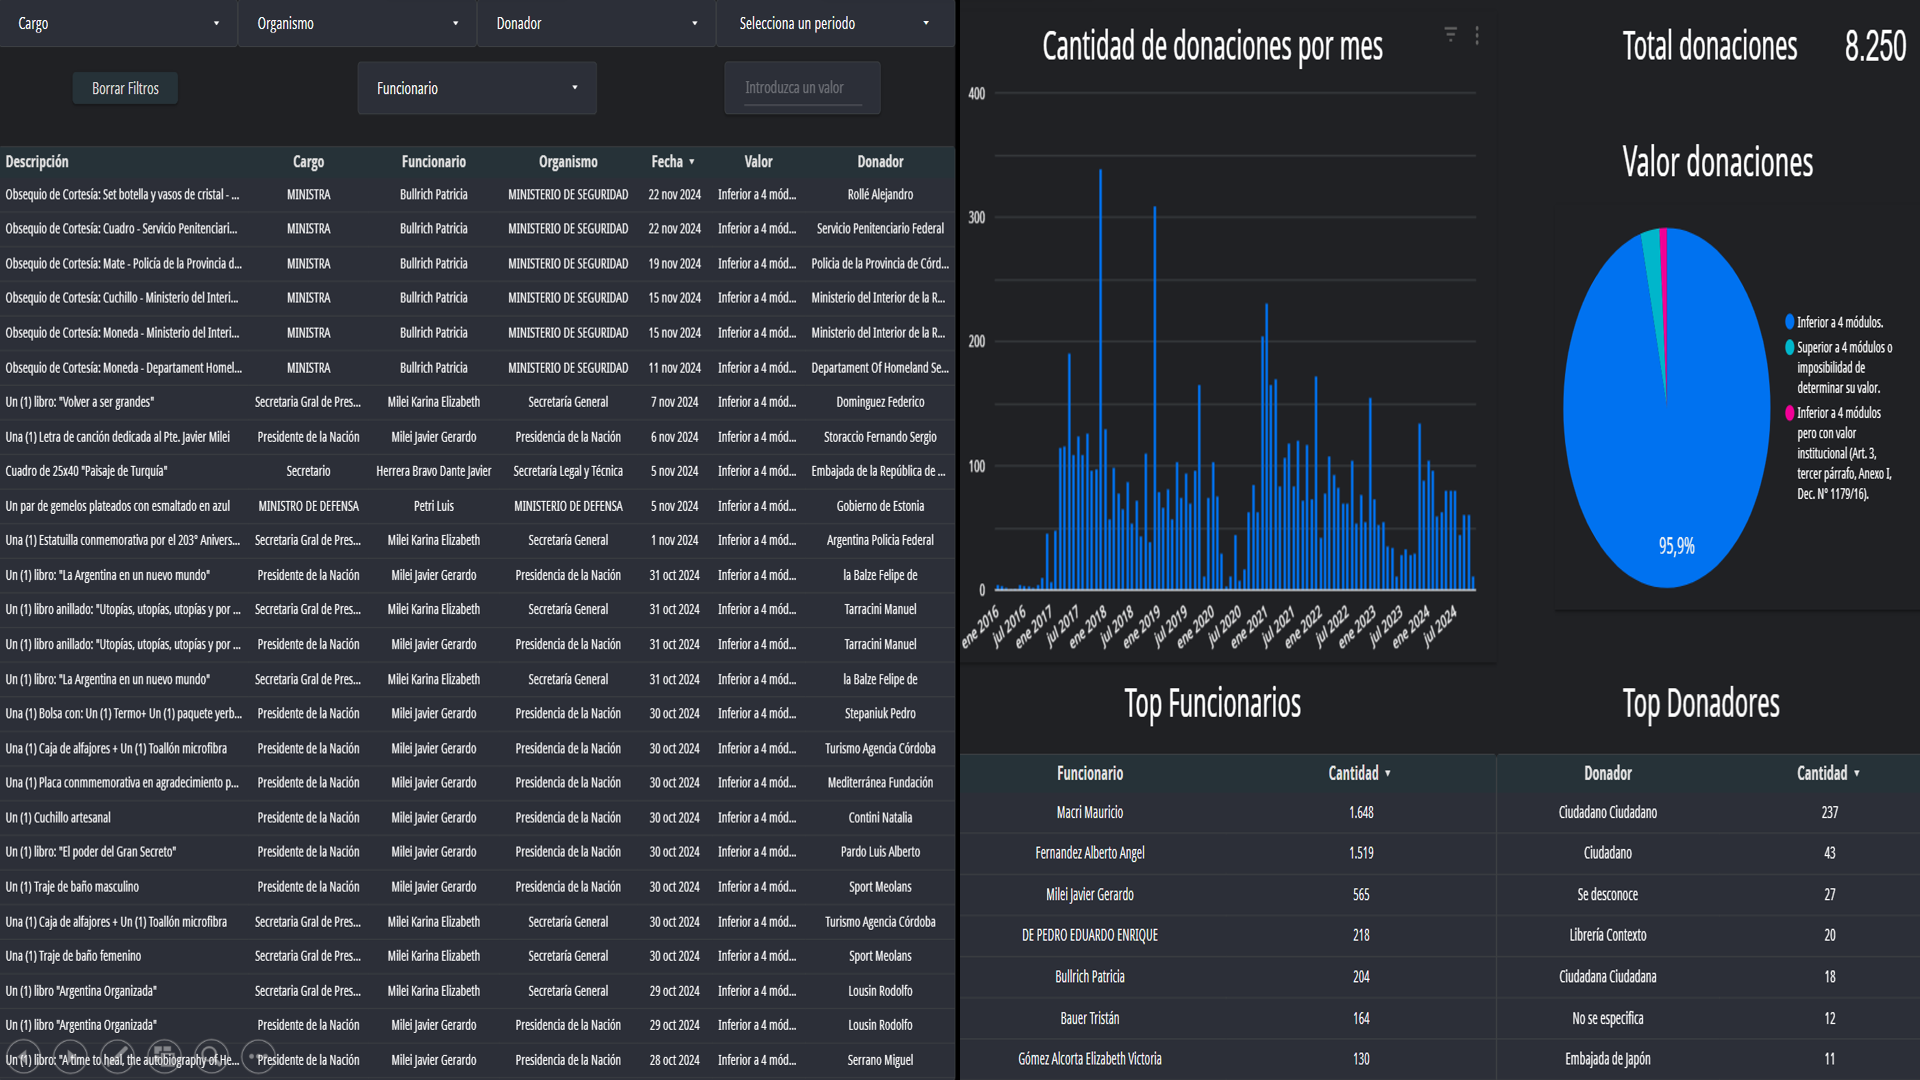 Cargo
Organismo
Donador
Selecciona un periodo
Borrar Filtros
Funcionario
Introduzca un valor
Descripción Cargo Funcionario Organismo Fecha Valor Donador
Obsequio de Cortesía: Set botella y vasos de cristal - ... MINISTRA Bullrich Patricia MINISTERIO DE SEGURIDAD 22 nov 2024 Inferior a 4 mód... Rollé Alejandro
Obsequio de Cortesía: Cuadro - Servicio Penitenciari... MINISTRA Bullrich Patricia MINISTERIO DE SEGURIDAD 22 nov 2024 Inferior a 4 mód... Servicio Penitenciario Federal
Obsequio de Cortesía: Mate - Policía de la Provincia d... MINISTRA Bullrich Patricia MINISTERIO DE SEGURIDAD 19 nov 2024 Inferior a 4 mód... Policia de la Provincia de Córd...
Obsequio de Cortesía: Cuchillo - Ministerio del Interi... MINISTRA Bullrich Patricia MINISTERIO DE SEGURIDAD 15 nov 2024 Inferior a 4 mód... Ministerio del Interior de la R...
Obsequio de Cortesía: Moneda - Ministerio del Interi... MINISTRA Bullrich Patricia MINISTERIO DE SEGURIDAD 15 nov 2024 Inferior a 4 mód... Ministerio del Interior de la R...
Obsequio de Cortesía: Moneda - Departament Homel... MINISTRA Bullrich Patricia MINISTERIO DE SEGURIDAD 11 nov 2024 Inferior a 4 mód... Departament Of Homeland Se...
Un (1) libro: "Volver a ser grandes" Secretaria Gral de Pres... Milei Karina Elizabeth Secretaría General 7 nov 2024 Inferior a 4 mód... Dominguez Federico
Una (1) Letra de canción dedicada al Pte. Javier Milei Presidente de la Nación Milei Javier Gerardo Presidencia de la Nación 6 nov 2024 Inferior a 4 mód... Storaccio Fernando Sergio
Cuadro de 25x40 "Paisaje de Turquía" Secretario Herrera Bravo Dante Javier Secretaría Legal y Técnica 5 nov 2024 Inferior a 4 mód... Embajada de la República de ...
Un par de gemelos plateados con esmaltado en azul MINISTRO DE DEFENSA Petri Luis MINISTERIO DE DEFENSA 5 nov 2024 Inferior a 4 mód... Gobierno de Estonia
Una (1) Estatuilla conmemorativa por el 203° Anivers... Secretaria Gral de Pres... Milei Karina Elizabeth Secretaría General 1 nov 2024 Inferior a 4 mód... Argentina Policia Federal
Un (1) libro: "La Argentina en un nuevo mundo" Presidente de la Nación Milei Javier Gerardo Presidencia de la Nación 31 oct 2024 Inferior a 4 mód... la Balze Felipe de
Un (1) libro anillado: "Utopías, utopías, utopías y por ... Secretaria Gral de Pres... Milei Karina Elizabeth Secretaría General 31 oct 2024 Inferior a 4 mód... Tarracini Manuel
Un (1) libro anillado: "Utopías, utopías, utopías y por ... Presidente de la Nación Milei Javier Gerardo Presidencia de la Nación 31 oct 2024 Inferior a 4 mód... Tarracini Manuel
Un (1) libro: "La Argentina en un nuevo mundo" Secretaria Gral de Pres... Milei Karina Elizabeth Secretaría General 31 oct 2024 Inferior a 4 mód... la Balze Felipe de
Una (1) Bolsa con: Un (1) Termo+ Un (1) paquete yerb... Presidente de la Nación Milei Javier Gerardo Presidencia de la Nación 30 oct 2024 Inferior a 4 mód... Stepaniuk Pedro
Una (1) Caja de alfajores + Un (1) Toallón microfibra Presidente de la Nación Milei Javier Gerardo Presidencia de la Nación 30 oct 2024 Inferior a 4 mód... Turismo Agencia Córdoba
Una (1) Placa conmmemorativa en agradecimiento p... Presidente de la Nación Milei Javier Gerardo Presidencia de la Nación 30 oct 2024 Inferior a 4 mód... Mediterránea Fundación
Un (1) Cuchillo artesanal Presidente de la Nación Milei Javier Gerardo Presidencia de la Nación 30 oct 2024 Inferior a 4 mód... Contini Natalia
Un (1) libro: "El poder del Gran Secreto" Presidente de la Nación Milei Javier Gerardo Presidencia de la Nación 30 oct 2024 Inferior a 4 mód... Pardo Luis Alberto
Un (1) Traje de baño masculino Presidente de la Nación Milei Javier Gerardo Presidencia de la Nación 30 oct 2024 Inferior a 4 mód... Sport Meolans
Una (1) Caja de alfajores + Un (1) Toallón microfibra Secretaria Gral de Pres... Milei Karina Elizabeth Secretaría General 30 oct 2024 Inferior a 4 mód... Turismo Agencia Córdoba
Una (1) Traje de baño femenino Secretaria Gral de Pres... Milei Karina Elizabeth Secretaría General 30 oct 2024 Inferior a 4 mód... Sport Meolans
Un (1) libro "Argentina Organizada" Secretaria Gral de Pres... Milei Karina Elizabeth Secretaría General 29 oct 2024 Inferior a 4 mód... Lousin Rodolfo
Un (1) libro "Argentina Organizada" Presidente de la Nación Milei Javier Gerardo Presidencia de la Nación 29 oct 2024 Inferior a 4 mód... Lousin Rodolfo
Un (1) libro: "A time to heal, the autobiography of He... Presidente de la Nación Milei Javier Gerardo Presidencia de la Nación 28 oct 2024 Inferior a 4 mód... Serrano Miguel
Cantidad de donaciones por mes
400
300
200
100
0
ene 2016 jul 2016 ene 2017 jul 2017 ene 2018 jul 2018 ene 2019 jul 2019 ene 2020 jul 2020 ene 2021 jul 2021 ene 2022 jul 2022 ene 2023 jul 2023 ene 2024 jul 2024
Total donaciones 8.250
Valor donaciones
95,9%
Inferior a 4 módulos.
Superior a 4 módulos o
imposibilidad de
determinar su valor.
Inferior a 4 módulos
pero con valor
institucional (Art. 3,
tercer párrafo, Anexo I,
Dec. N° 1179/16).
Top Funcionarios
Funcionario Cantidad
Macri Mauricio 1.648
Fernandez Alberto Angel 1.519
Milei Javier Gerardo 565
DE PEDRO EDUARDO ENRIQUE 218
Bullrich Patricia 204
Bauer Tristán 164
Gómez Alcorta Elizabeth Victoria 130
Top Donadores
Donador Cantidad
Ciudadano Ciudadano 237
Ciudadano 43
Se desconoce 27
Librería Contexto 20
Ciudadana Ciudadana 18
No se especifica 12
Embajada de Japón 11